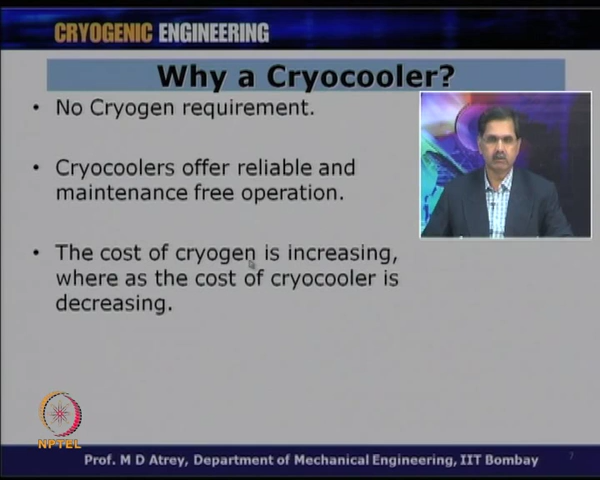 CRYOGENIC ENGINEERING
Why a Cryocooler?
• No Cryogen requirement.
• Cryocoolers offer reliable and
maintenance free operation.
• The cost of cryogen is increasing,
where as the cost of cryocooler is
decreasing.
NPTEL
Prof. M D Atrey, Department of Mechanical Engineering, IIT Bombay
7